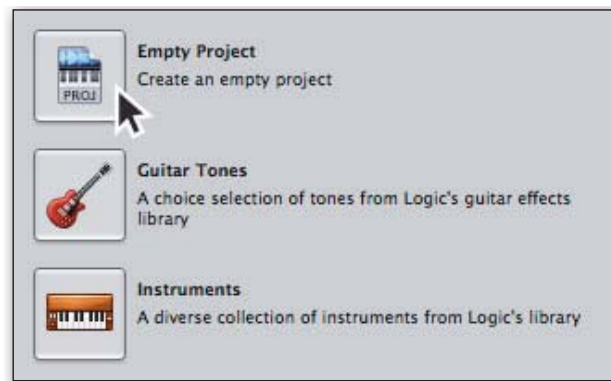 Empty Project
Create an empty project
PROJ
Guitar Tones
A choice selection of tones from Logic's guitar effects
library
Instruments
A diverse collection of instruments from Logic's library